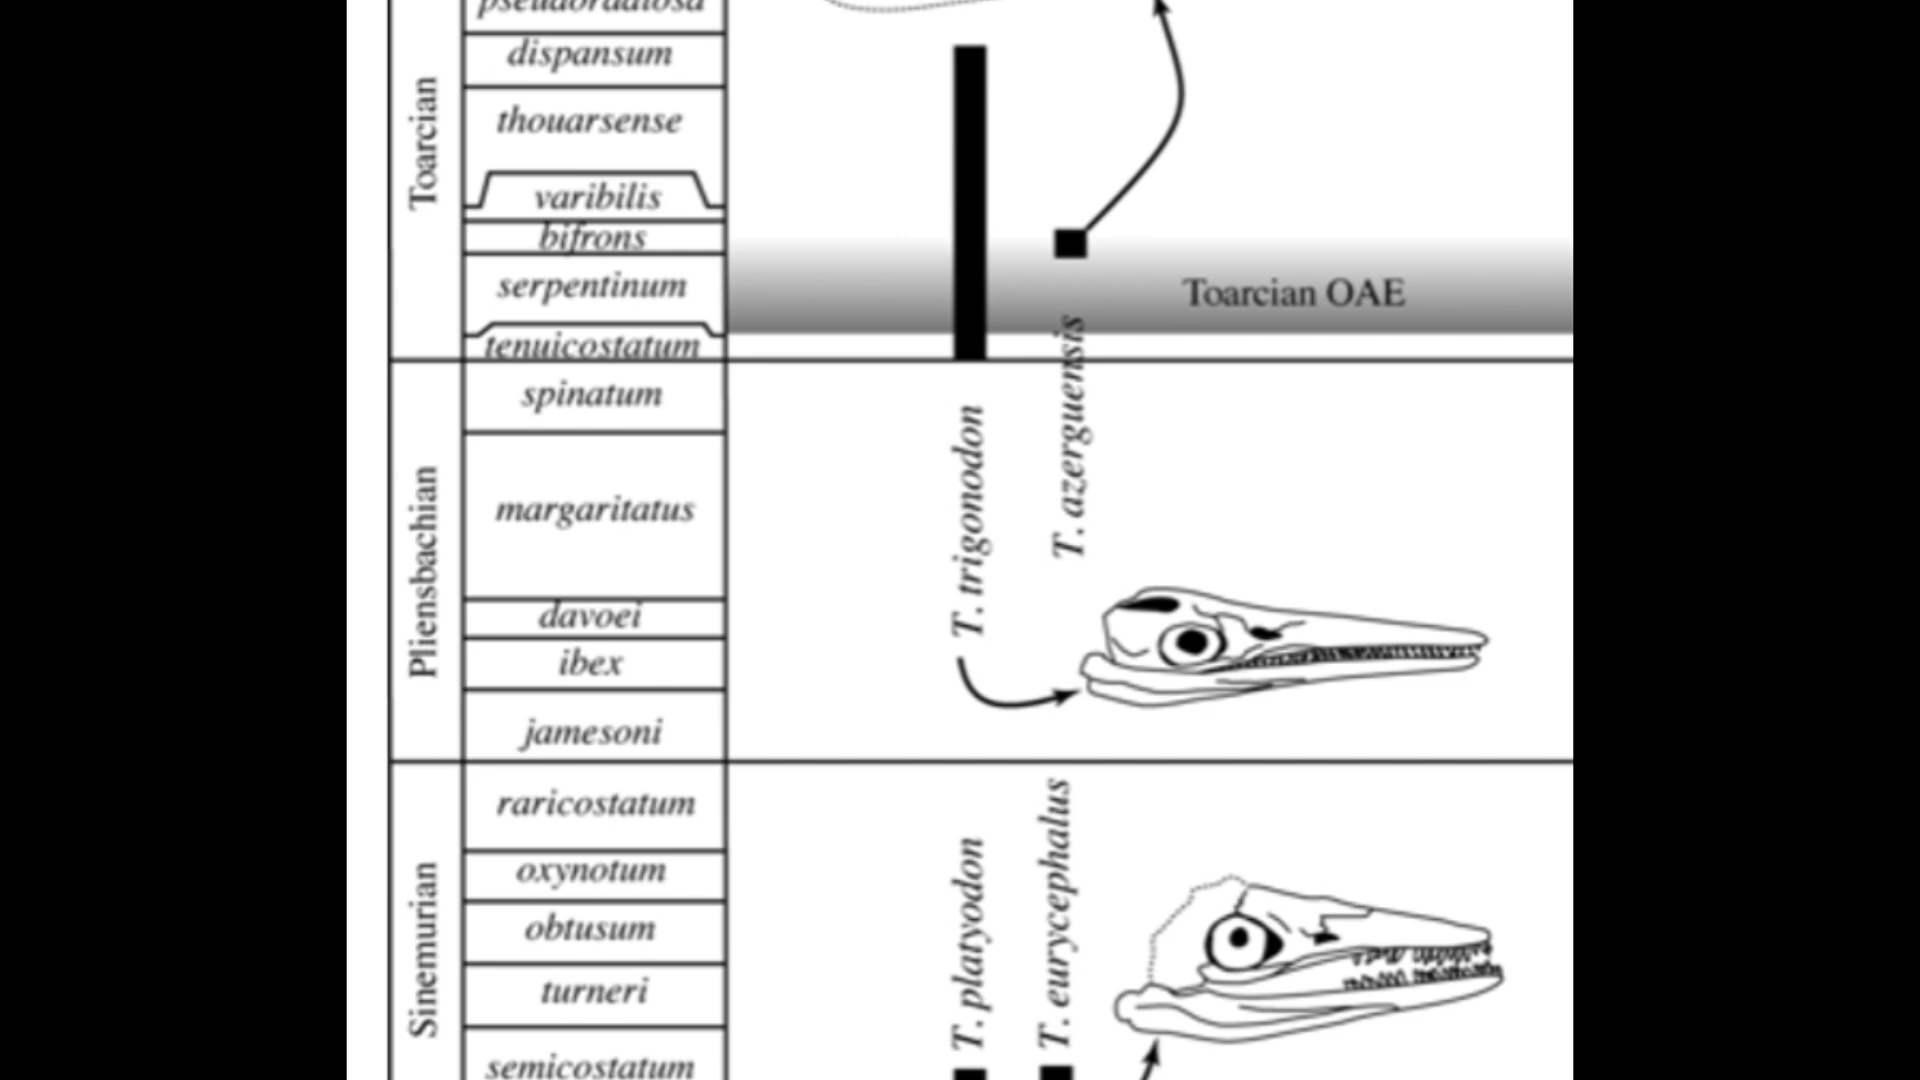 pseudoradiosa
dispansum
thouarsense
varibilis
bifrons
serpentinum
tenuicostatum
Toarcian
Toarcian OAE
spinatum
margaritatus
davoei
ibex
jamesoni
Pliensbachian
T. trigonodon
T. azerguensis
raricostatum
oxynotum
obtusum
turneri
semicostatum
Sinemurian
T. platyodon
T. eurycephalus